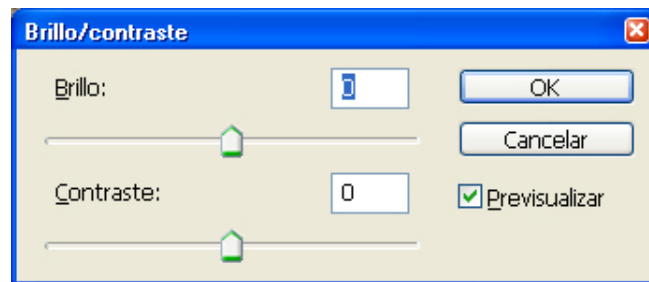 Brillo/contraste
Brillo: 0
OK
Cancelar
Contraste: 0
Previsualizar